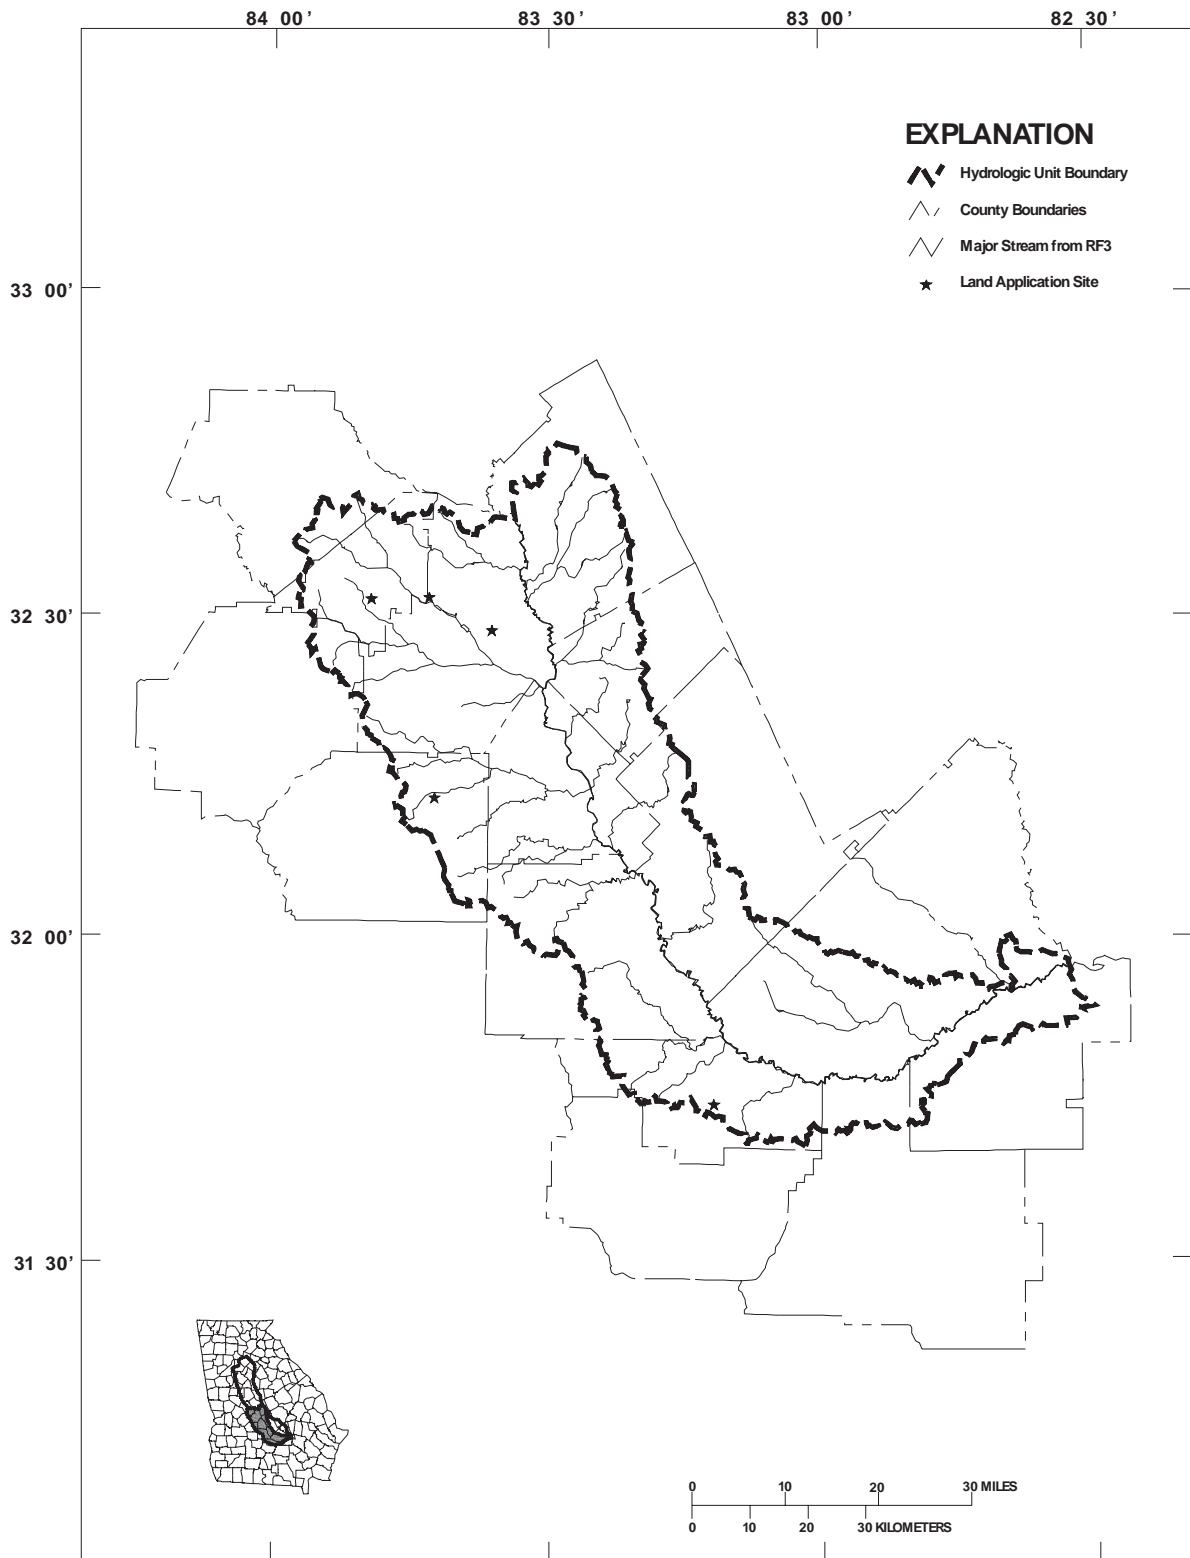 84 00' 83 30' 83 00' 82 30'
EXPLANATION
Hydrologic Unit Boundary
County Boundaries
Major Stream from RF3
Land Application Site
33 00'
32 30'
32 00'
31 30'
0 10 20 30 MILES
0 10 20 30 KILOMETERS